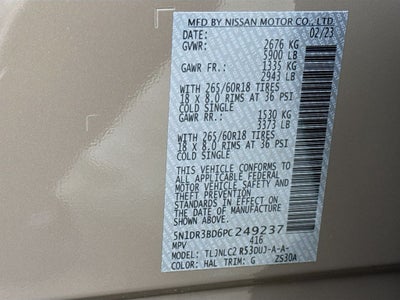 MFD BY NISSAN MOTOR CO., LTD
DATE: 02/23
GVWR: 2676 KG
5900 LB
GAWR FR.: 1335 KG
2943 LB
WITH 265/60R18 TIRES
18 x 8.0 RIMS AT 36 PSI
COLD SINGLE
GAWR RR.: 1530 KG
3373 LB
WITH 265/60R18 TIRES
18 x 8.0 RIMS AT 36 PSI
COLD SINGLE
THIS VEHICLE CONFORMS TO
ALL APPLICABLE FEDERAL
MOTOR VEHICLE SAFETY AND
THEFT PREVENTION
STANDARDS IN EFFECT ON
THE DATE OF MANUFACTURE
SHOWN ABOVE.
5N1DR3BD6PC249237
MPV 416
TL3NLC2 R53DUJ-A-A-
COLOR: HAL TRIM: G ZS30A